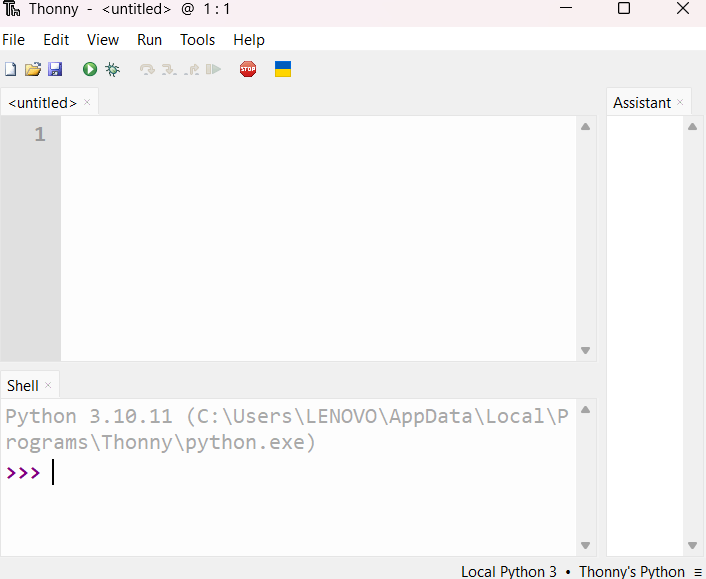 Thonny - <untitled> @ 1:1
File Edit View Run Tools Help
STOP
<untitled> ×
Assistant ×
1
Shell ×
Python 3.10.11 (C:\Users\LENOVO\AppData\Local\P
rograms\Thonny\python.exe)
>>>
Local Python 3 • Thonny's Python ≡